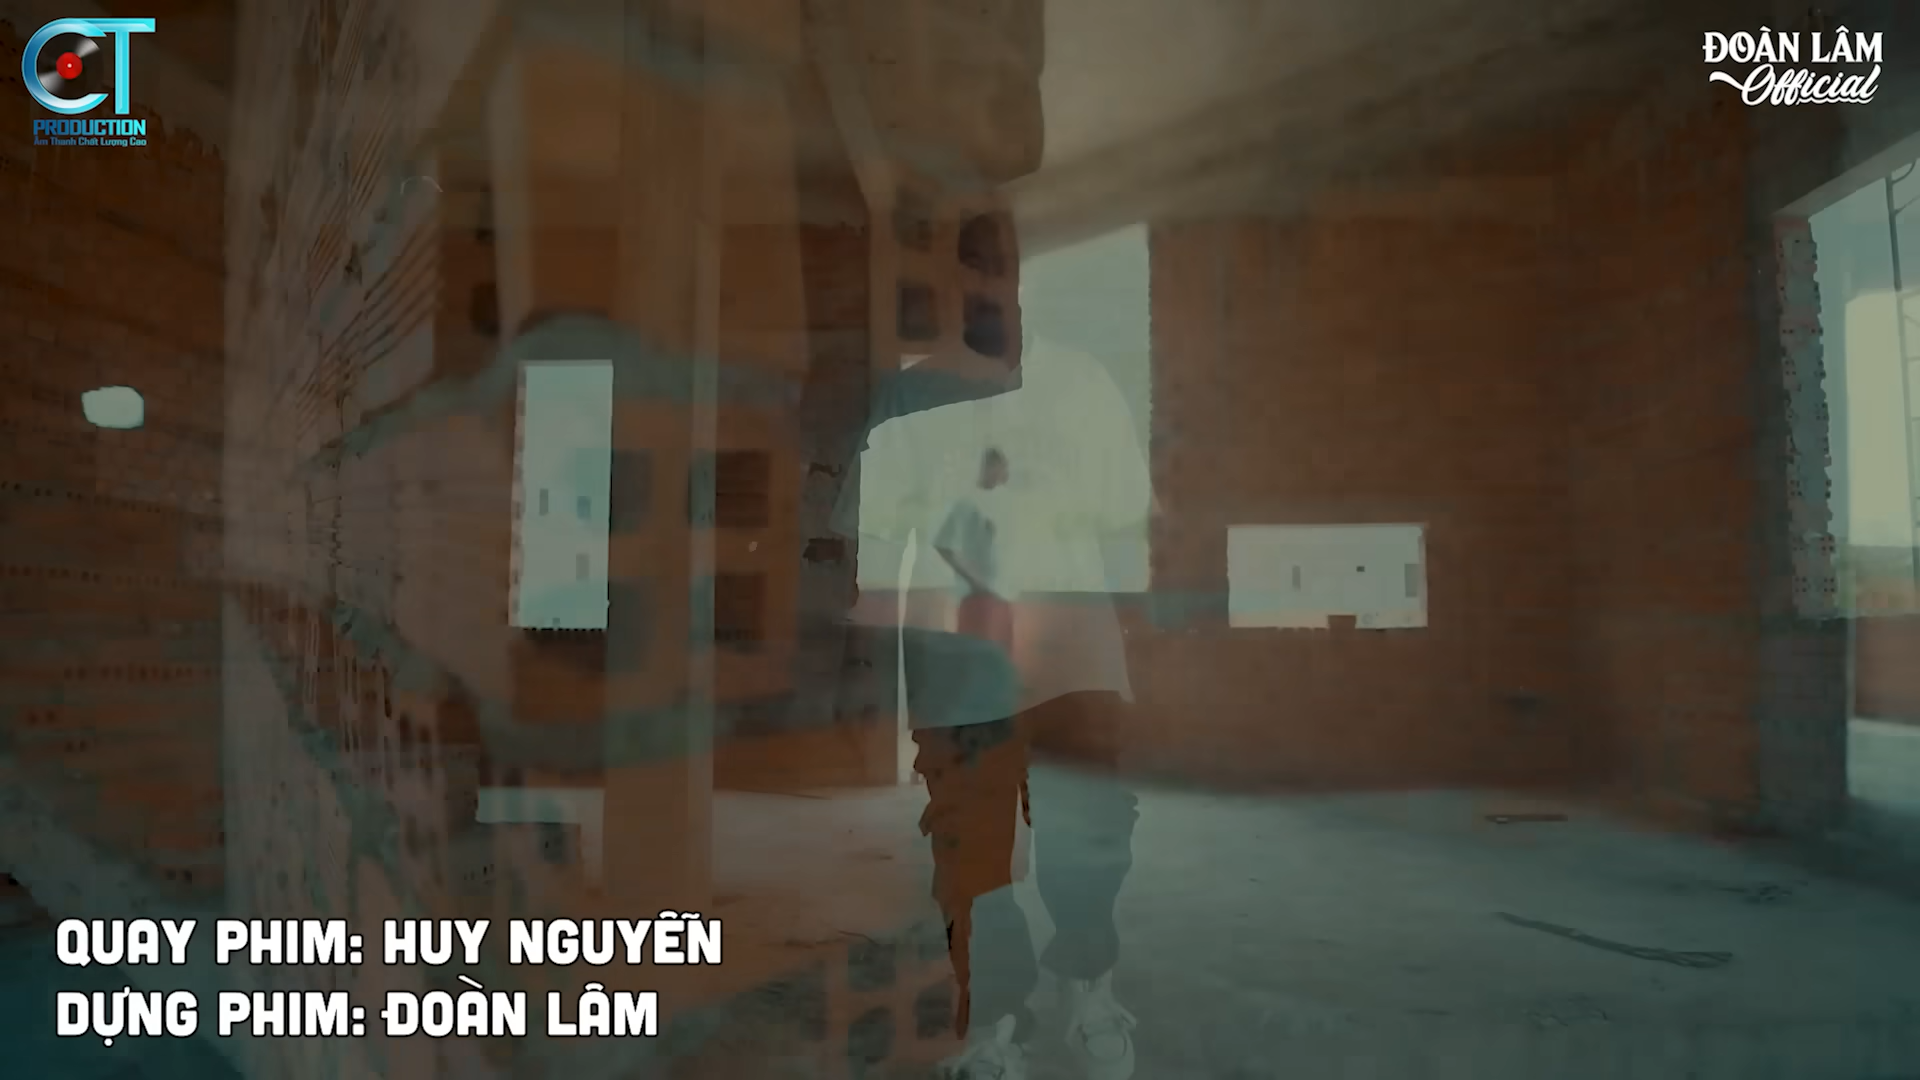 CT
PRODUCTION
Âm Thanh Chất Lượng Cao
ĐOÀN LÂM
Official
QUAY PHIM: HUY NGUYỄN
DỰNG PHIM: ĐOÀN LÂM